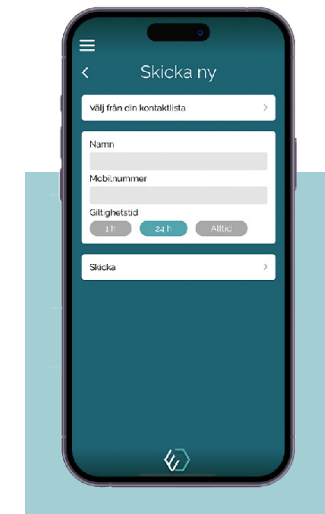 Skicka ny
Välj från din kontaktlista
Namn
Mobilnummer
Giltighetstid
1 h 24 h Alltid
Skicka